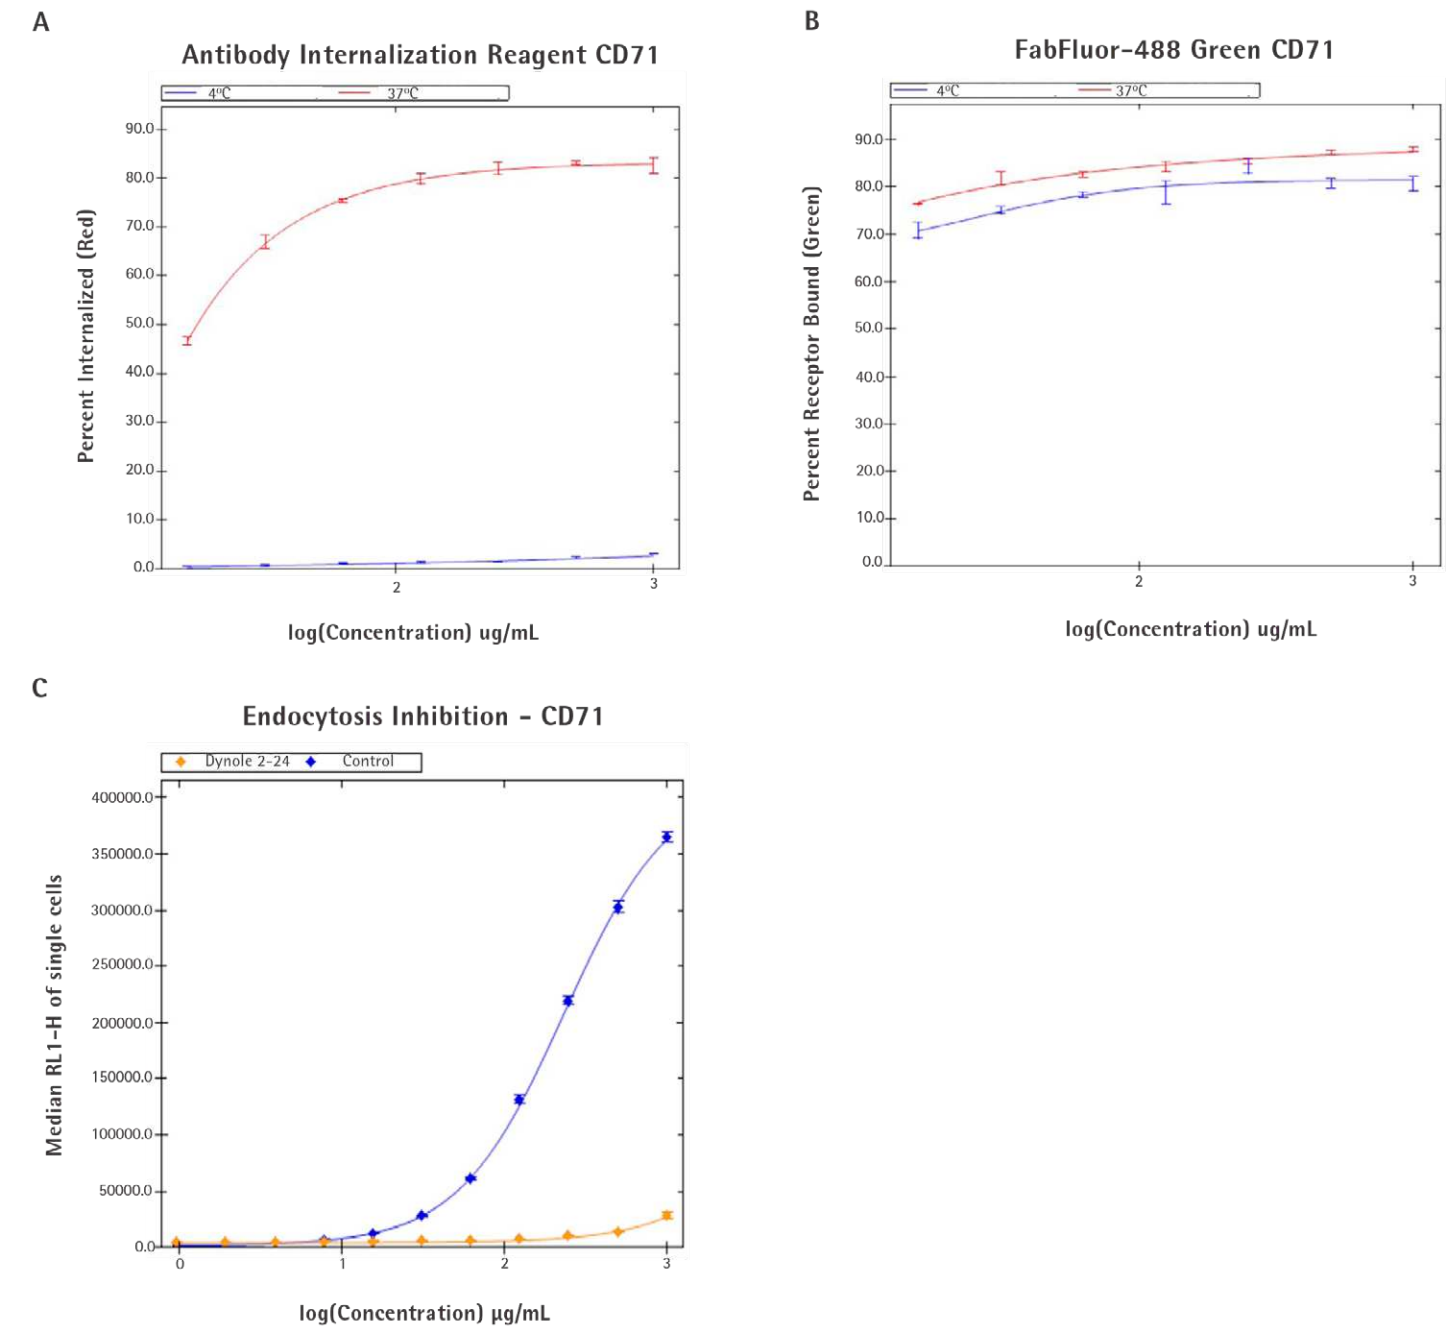 A
Antibody Internalization Reagent CD71
4ºC 37ºC
90.0
80.0
70.0
60.0
50.0
40.0
30.0
20.0
10.0
0.0
2 3
Percent Internalized (Red)
log(Concentration) ug/mL
B
FabFluor-488 Green CD71
4ºC 37ºC
90.0
80.0
70.0
60.0
50.0
40.0
30.0
20.0
10.0
0.0
2 3
Percent Receptor Bound (Green)
log(Concentration) ug/mL
C
Endocytosis Inhibition - CD71
Dynole 2-24 Control
400000.0
350000.0
300000.0
250000.0
200000.0
150000.0
100000.0
50000.0
0.0
0 1 2 3
Median RL1-H of single cells
log(Concentration) µg/mL